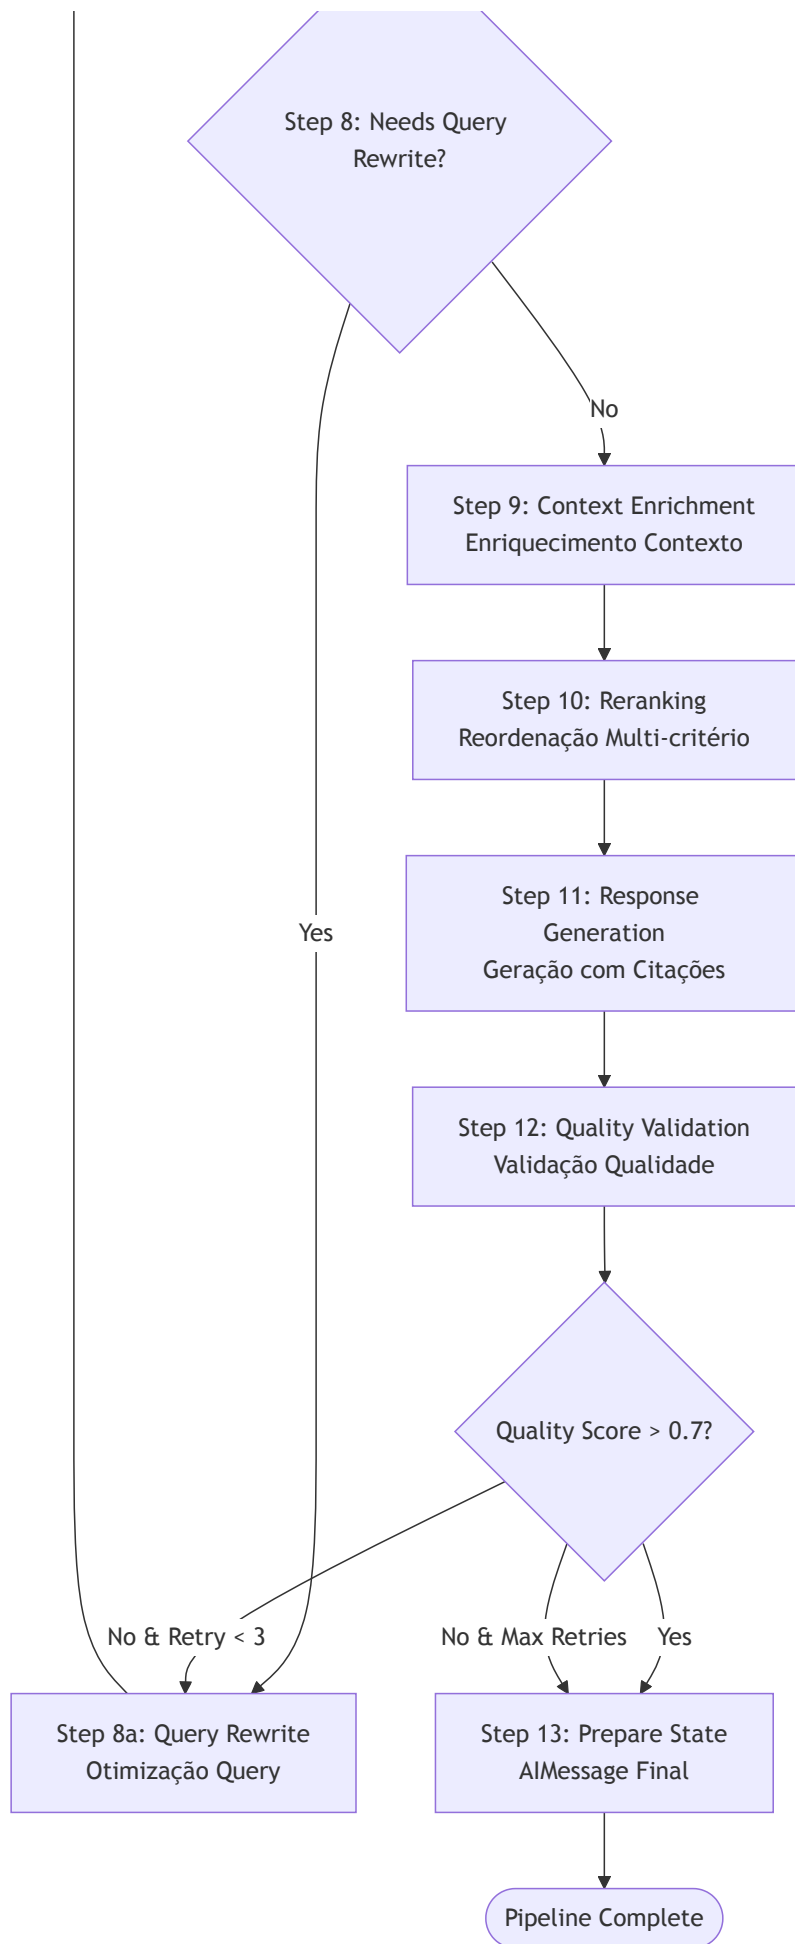 Step 8: Needs Query
Rewrite?
No
Step 9: Context Enrichment
Enriquecimento Contexto
Step 10: Reranking
Reordenação Multi-critério
Step 11: Response
Generation
Geração com Citações
Yes
Step 12: Quality Validation
Validação Qualidade
Quality Score > 0.7?
No & Retry < 3
No & Max Retries
Yes
Step 8a: Query Rewrite
Otimização Query
Step 13: Prepare State
AIMessage Final
Pipeline Complete